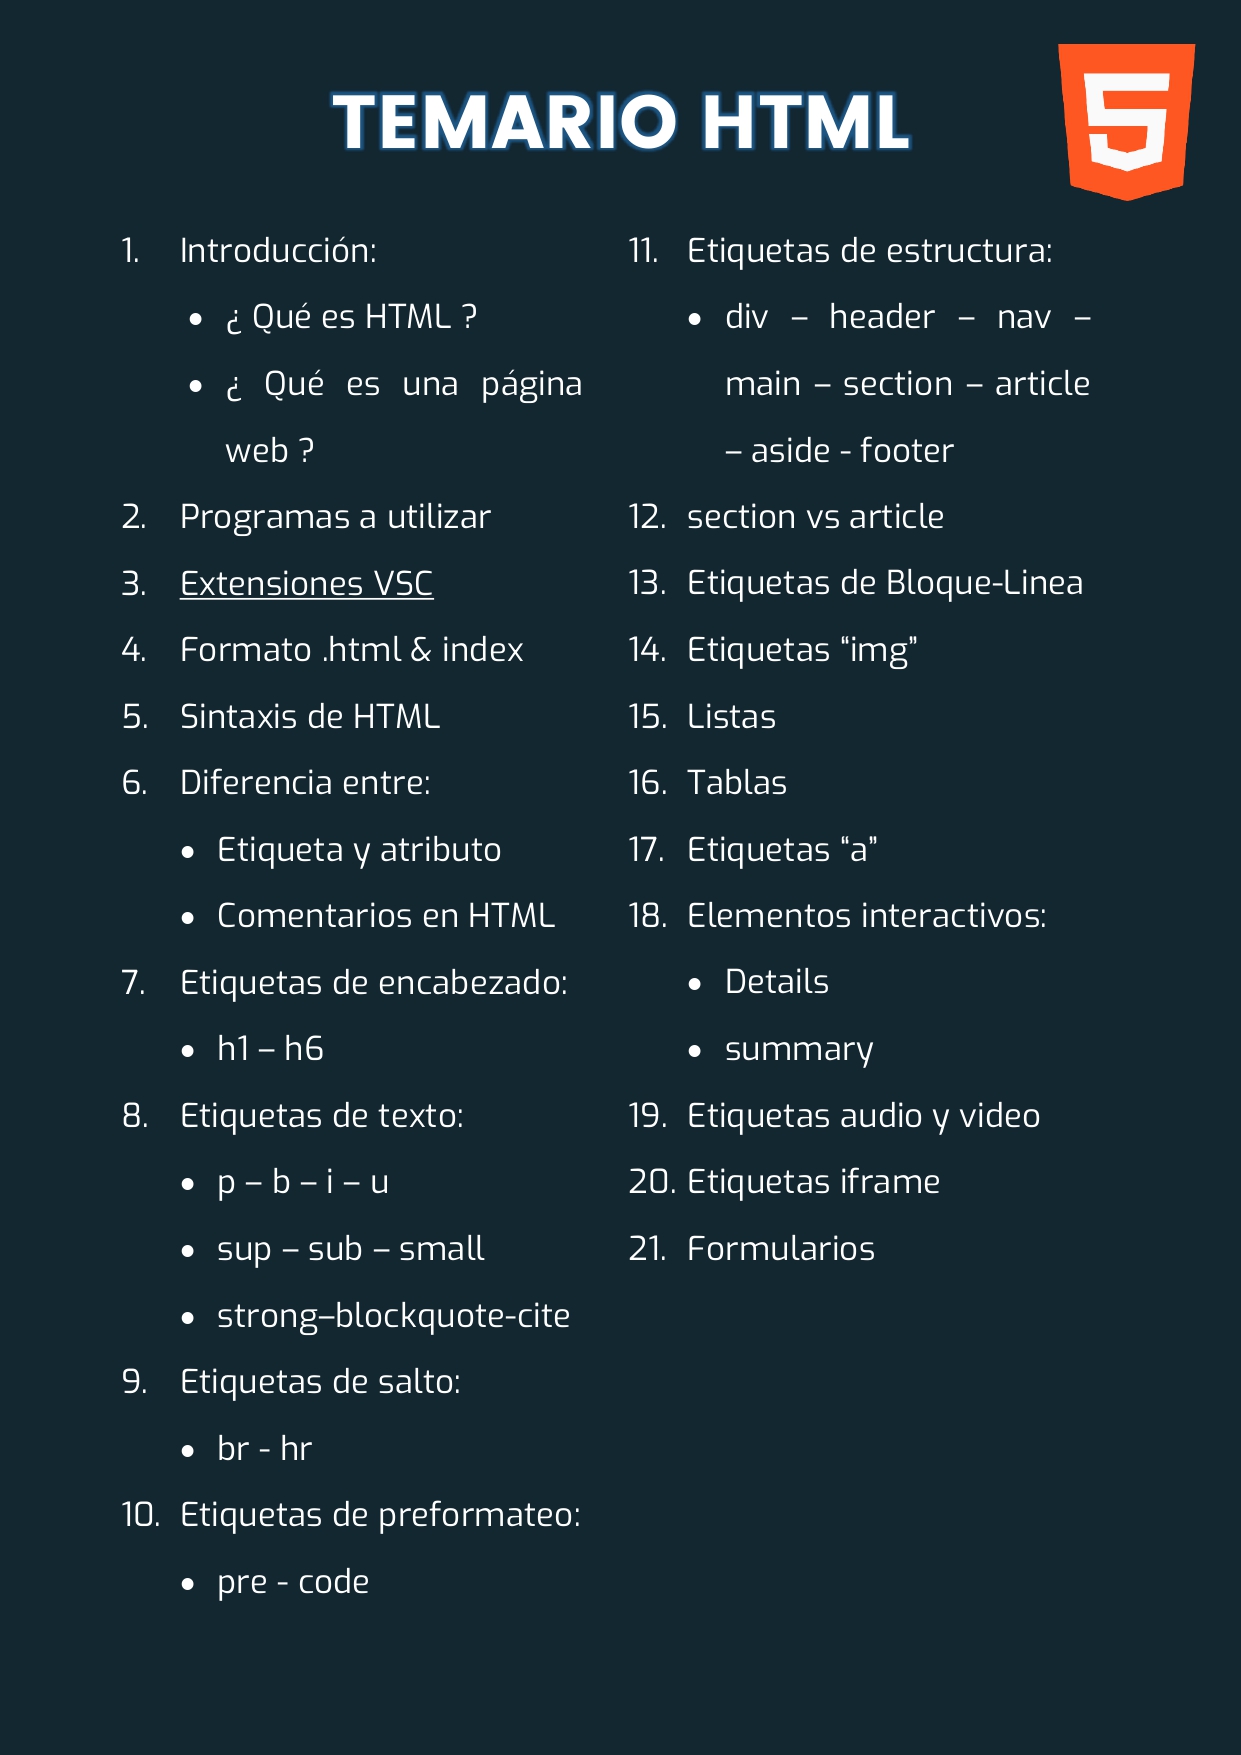 TEMARIO HTML
5
1. Introducción:
• ¿ Qué es HTML ?
• ¿ Qué es una página
web ?
2. Programas a utilizar
3. Extensiones VSC
4. Formato .html & index
5. Sintaxis de HTML
6. Diferencia entre:
• Etiqueta y atributo
• Comentarios en HTML
7. Etiquetas de encabezado:
• h1 – h6
8. Etiquetas de texto:
• p – b – i – u
• sup – sub – small
• strong–blockquote-cite
9. Etiquetas de salto:
• br - hr
10. Etiquetas de preformateo:
• pre - code
11. Etiquetas de estructura:
• div – header – nav –
main – section – article
– aside - footer
12. section vs article
13. Etiquetas de Bloque-Linea
14. Etiquetas “img”
15. Listas
16. Tablas
17. Etiquetas “a”
18. Elementos interactivos:
• Details
• summary
19. Etiquetas audio y video
20. Etiquetas iframe
21. Formularios